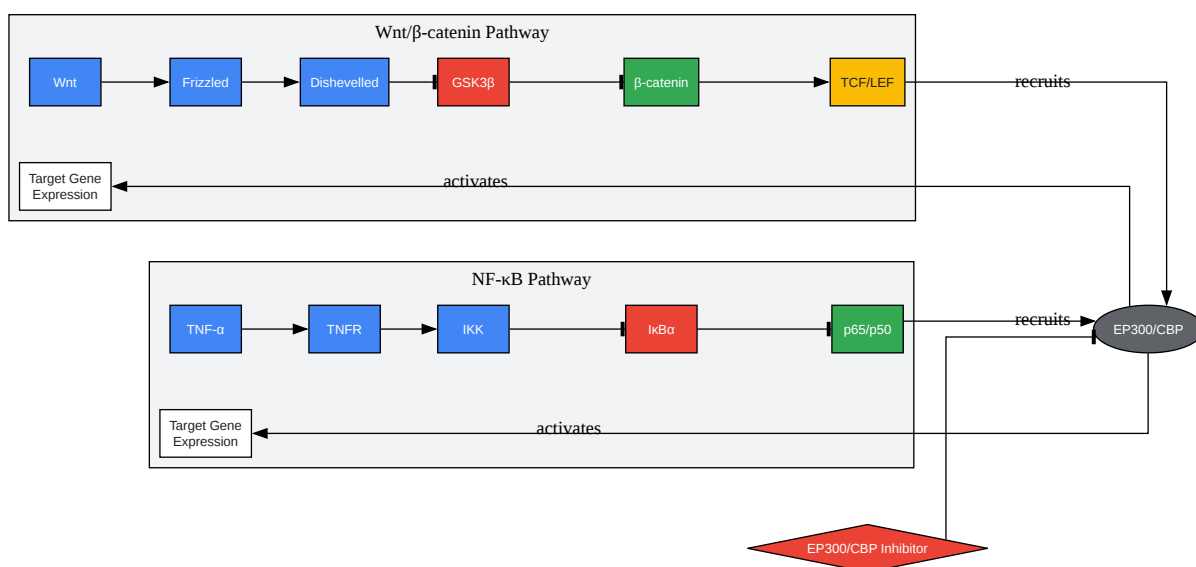 Wnt/β-catenin Pathway
Wnt
Frizzled
Dishevelled
GSK3β
β-catenin
TCF/LEF
recruits
Target Gene
Expression
activates
NF-κB Pathway
TNF-α
TNFR
IKK
IκBα
p65/p50
recruits
EP300/CBP
Target Gene
Expression
activates
EP300/CBP Inhibitor